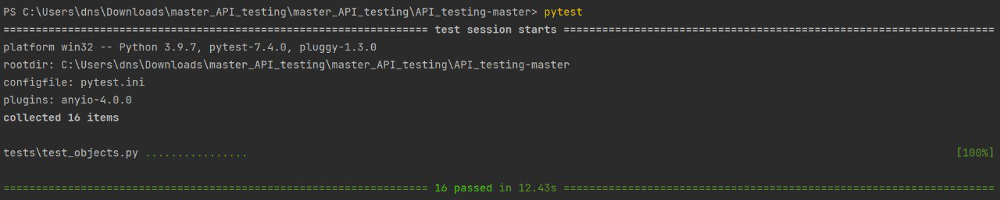 PS C:\Users\dns\Downloads\master_API_testing\master_API_testing\API_testing-master> pytest
=================================================================== test session starts ====================================================================
platform win32 -- Python 3.9.7, pytest-7.4.0, pluggy-1.3.0
rootdir: C:\Users\dns\Downloads\master_API_testing\master_API_testing\API_testing-master
configfile: pytest.ini
plugins: anyio-4.0.0
collected 16 items
tests\test_objects.py ................ [100%]
=================================================================== 16 passed in 12.43s ====================================================================